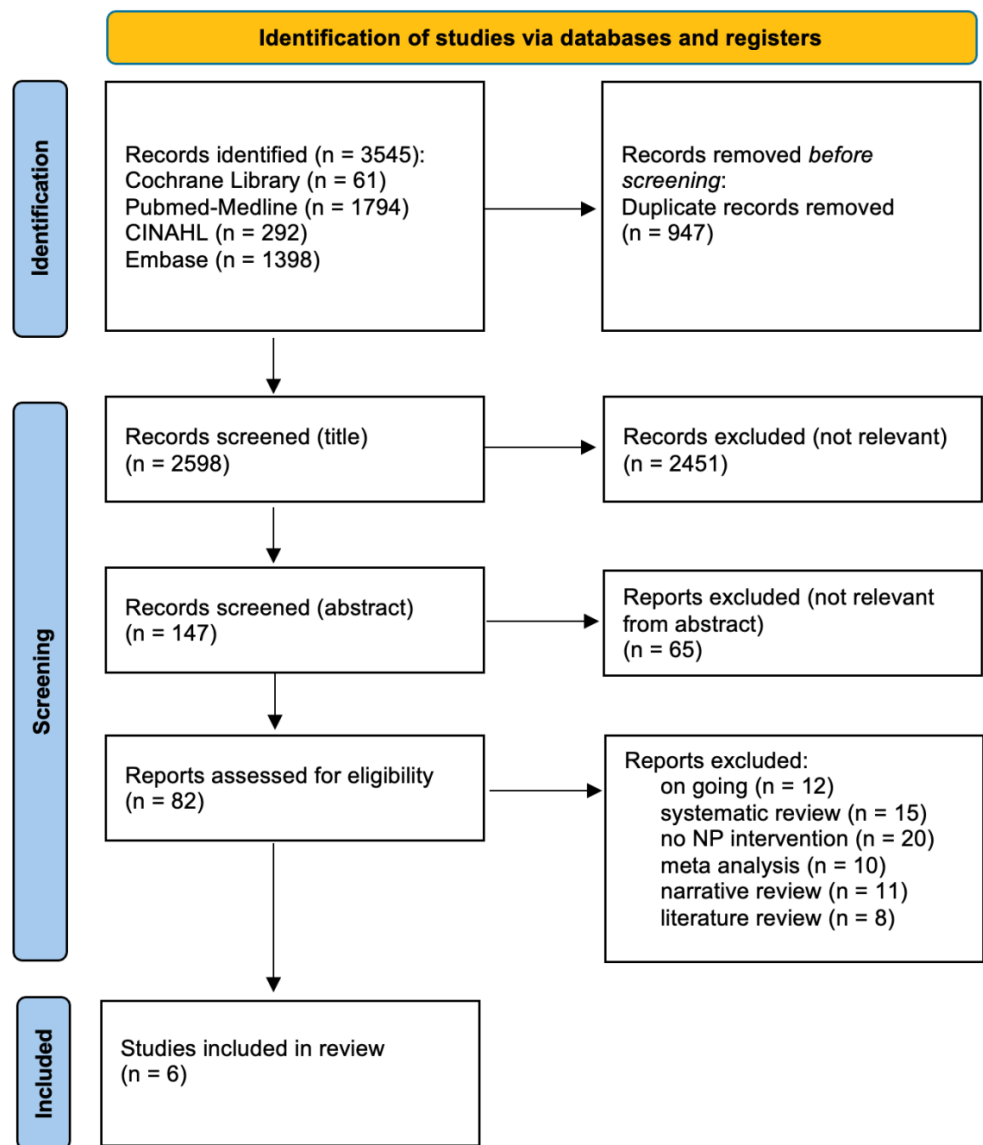 Identification of studies via databases and registers
Identification
Records identified (n = 3545):
Cochrane Library (n = 61)
Pubmed-Medline (n = 1794)
CINAHL (n = 292)
Embase (n = 1398)
Records removed before
screening:
Duplicate records removed
(n = 947)
Screening
Records screened (title)
(n = 2598)
Records excluded (not relevant)
(n = 2451)
Records screened (abstract)
(n = 147)
Reports excluded (not relevant
from abstract)
(n = 65)
Reports assessed for eligibility
(n = 82)
Reports excluded:
on going (n = 12)
systematic review (n = 15)
no NP intervention (n = 20)
meta analysis (n = 10)
narrative review (n = 11)
literature review (n = 8)
Included
Studies included in review
(n = 6)